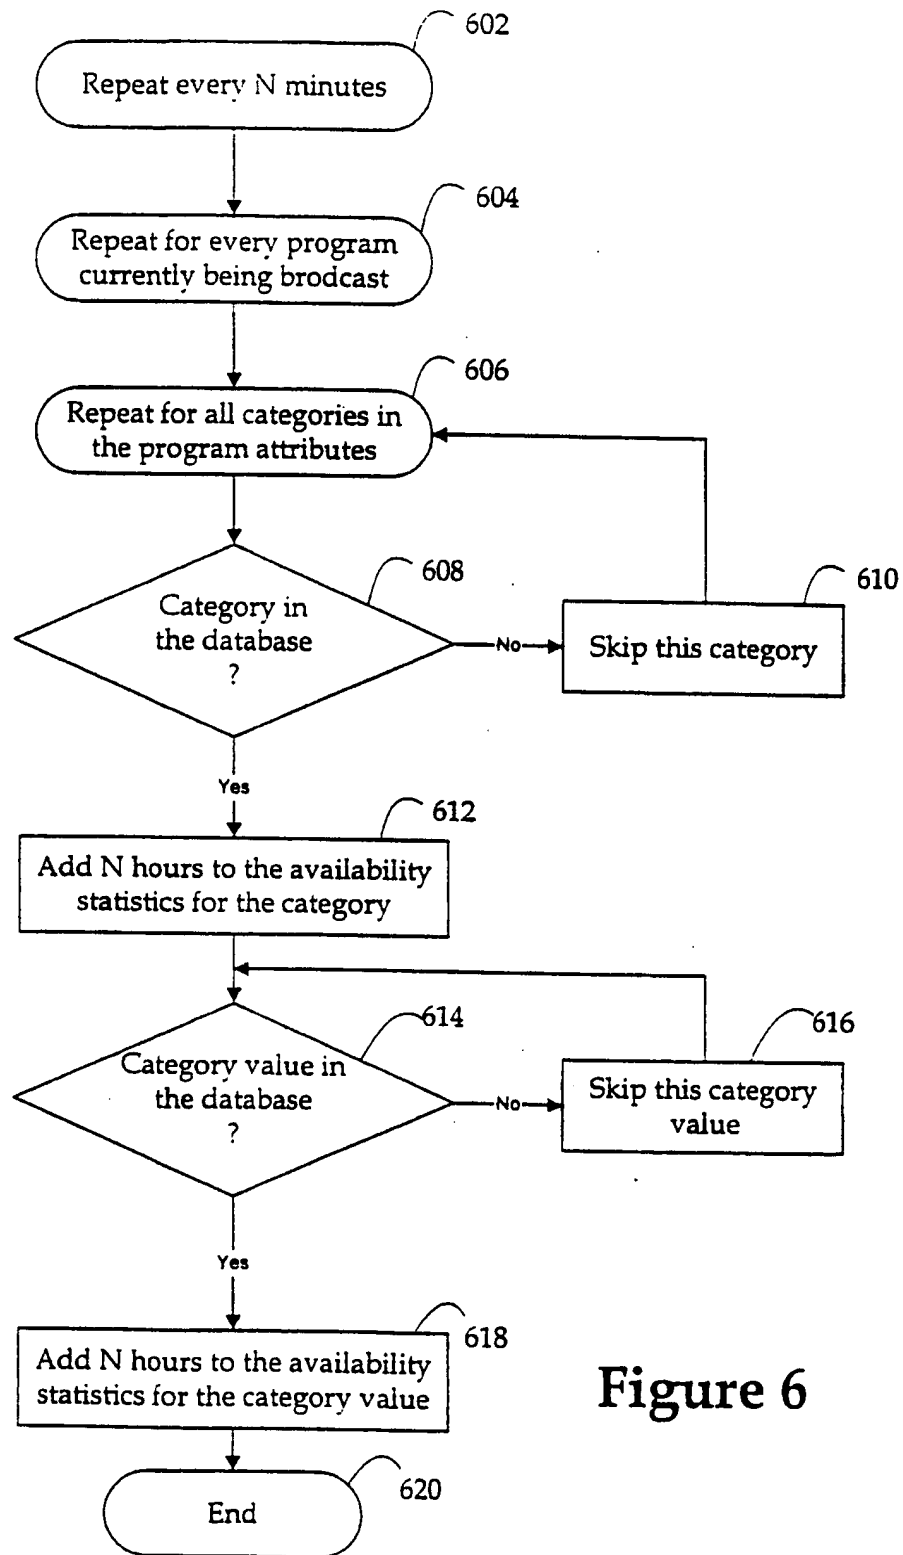 602
Repeat every N minutes
604
Repeat for every program
currently being brodcast
606
Repeat for all categories in
the program attributes
608
Category in
the database
?
No
610
Skip this category
Yes
612
Add N hours to the availability
statistics for the category
614
Category value in
the database
?
No
616
Skip this category
value
Yes
618
Add N hours to the availability
statistics for the category value
Figure 6
620
End